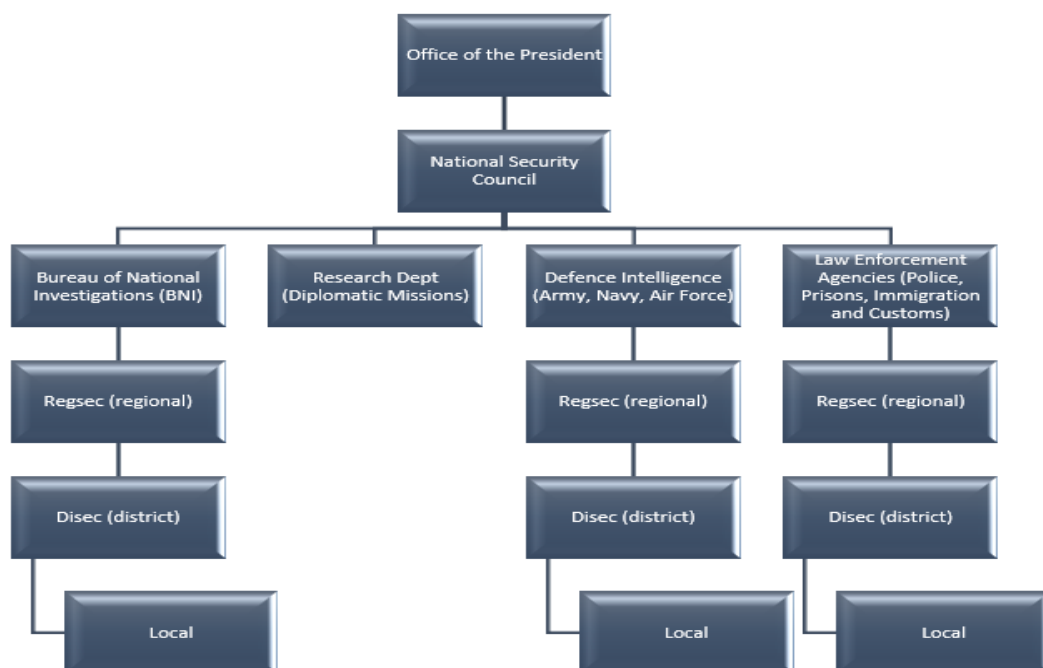 Office of the President
National Security
Council
Bureau of National
Investigations (BNI)
Research Dept
(Diplomatic Missions)
Defence Intelligence
(Army, Navy, Air Force)
Law Enforcement
Agencies (Police,
Prisons, Immigration
and Customs)
Regsec (regional)
Regsec (regional)
Regsec (regional)
Disec (district)
Disec (district)
Disec (district)
Local
Local
Local